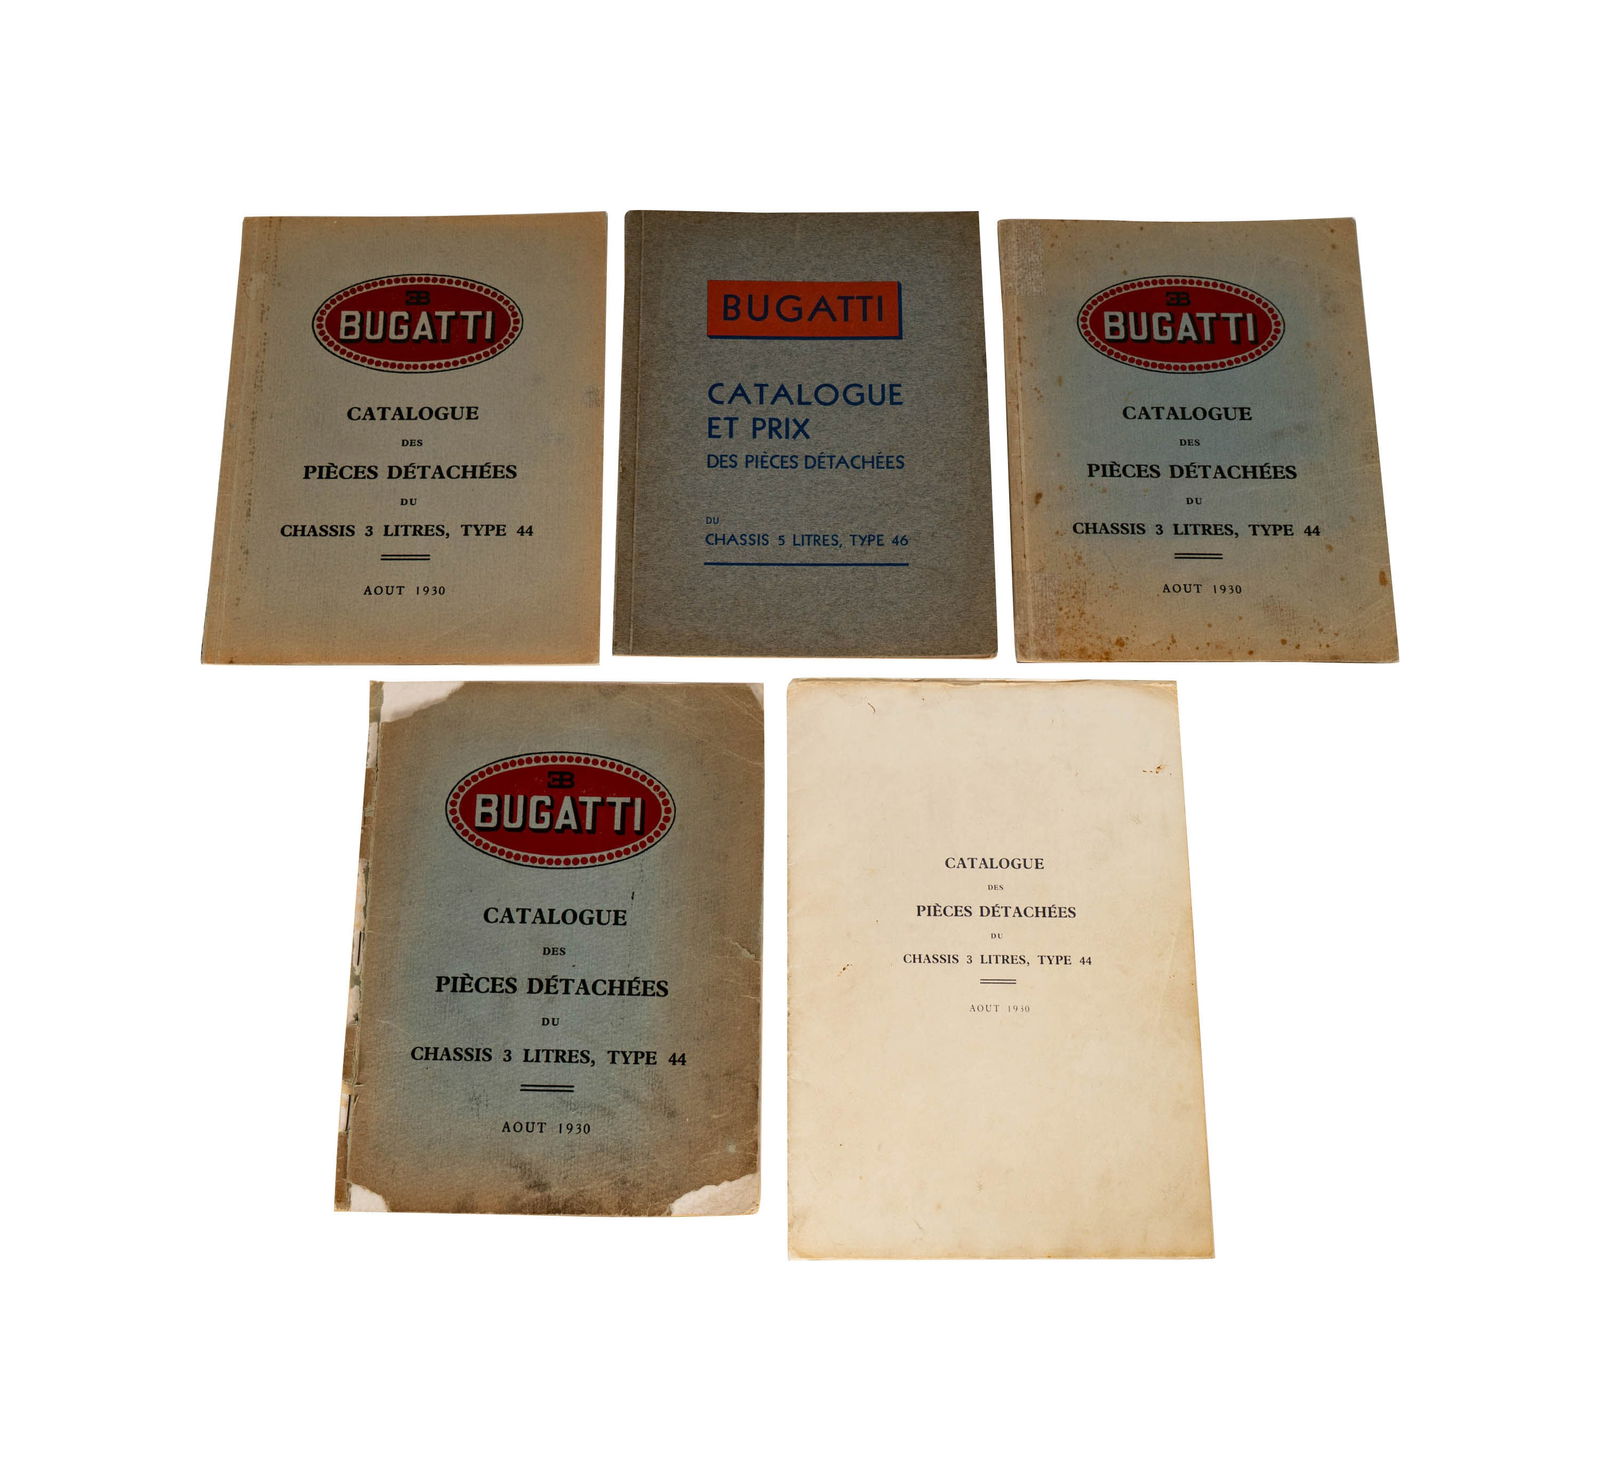 EB
BUGATTI
CATALOGUE
DES
PIÈCES DÉTACHÉES
DU
CHASSIS 3 LITRES, TYPE 44
AOUT 1930
BUGATTI
CATALOGUE
ET PRIX
DES PIÈCES DÉTACHÉES
DU
CHASSIS 5 LITRES, TYPE 46
EB
BUGATTI
CATALOGUE
DES
PIÈCES DÉTACHÉES
DU
CHASSIS 3 LITRES, TYPE 44
AOUT 1930
EB
BUGATTI
CATALOGUE
DES
PIÈCES DÉTACHÉES
DU
CHASSIS 3 LITRES, TYPE 44
AOUT 1930
CATALOGUE
DES
PIÈCES DÉTACHÉES
DU
CHASSIS 3 LITRES, TYPE 44
AOUT 1930